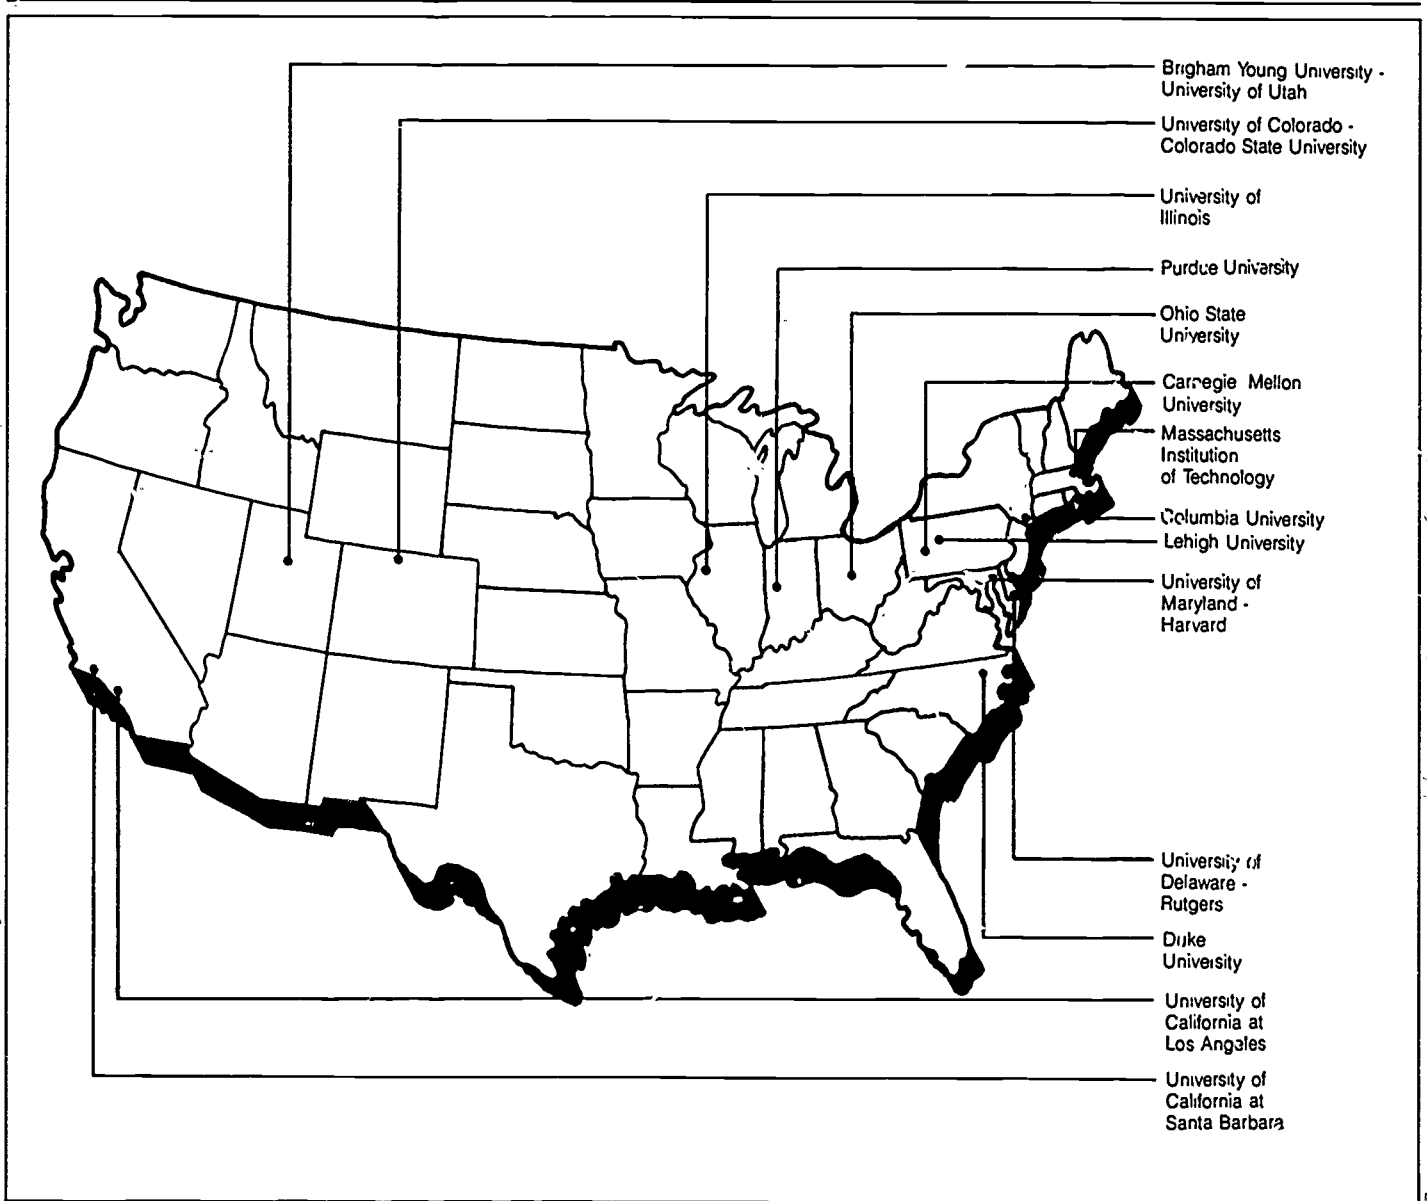 Brigham Young University -
University of Utah
University of Colorado -
Colorado State University
University of
Illinois
Purdue University
Ohio State
University
Carnegie Mellon
University
Massachusetts
Institution
of Technology
Columbia University
Lehigh University
University of
Maryland -
Harvard
University of
Delaware -
Rutgers
Duke
University
University of
California at
Los Angeles
University of
California at
Santa Barbara